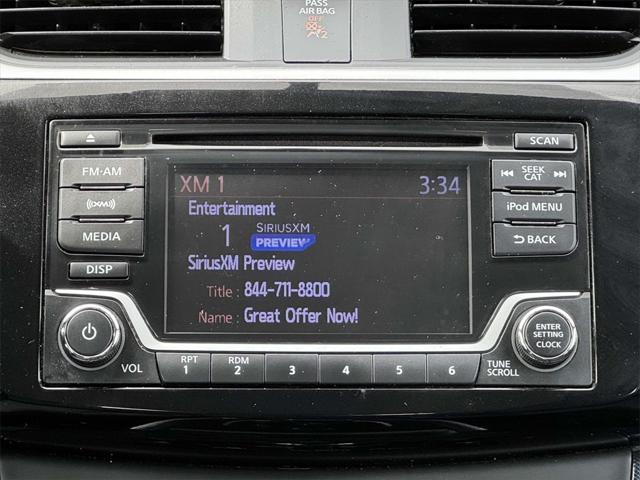 PASS
AIR BAG
OFF
2
SCAN
FM·AM
SEEK
CAT
XM 1
3:34
((XM))
Entertainment
iPod MENU
1
SIRIUSXM
PREVIEW
MEDIA
BACK
SiriusXM Preview
DISP
Title : 844-711-8800
Name : Great Offer Now!
ENTER
SETTING
CLOCK
VOL
RPT
1
RDM
2
3
4
5
6
TUNE
SCROLL